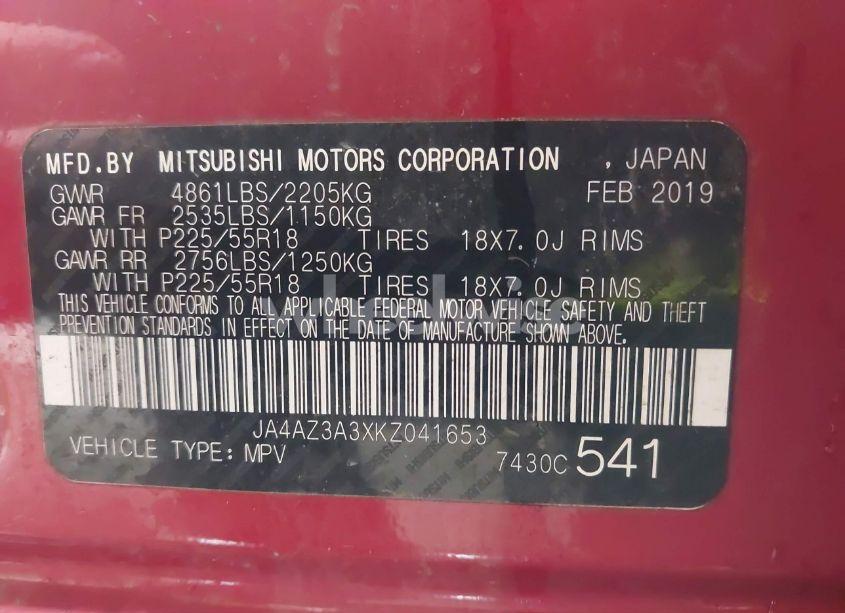 MFD.BY MITSUBISHI MOTORS CORPORATION , JAPAN
GVWR 4861LBS/2205KG FEB 2019
GAWR FR 2535LBS/1150KG
WITH P225/55R18 TIRES 18X7.0J RIMS
GAWR RR 2756LBS/1250KG
WITH P225/55R18 TIRES 18X7.0J RIMS
THIS VEHICLE CONFORMS TO ALL APPLICABLE FEDERAL MOTOR VEHICLE SAFETY AND THEFT
PREVENTION STANDARDS IN EFFECT ON THE DATE OF MANUFACTURE SHOWN ABOVE.
JA4AZ3A3XKZ041653
VEHICLE TYPE: MPV 7430C 541